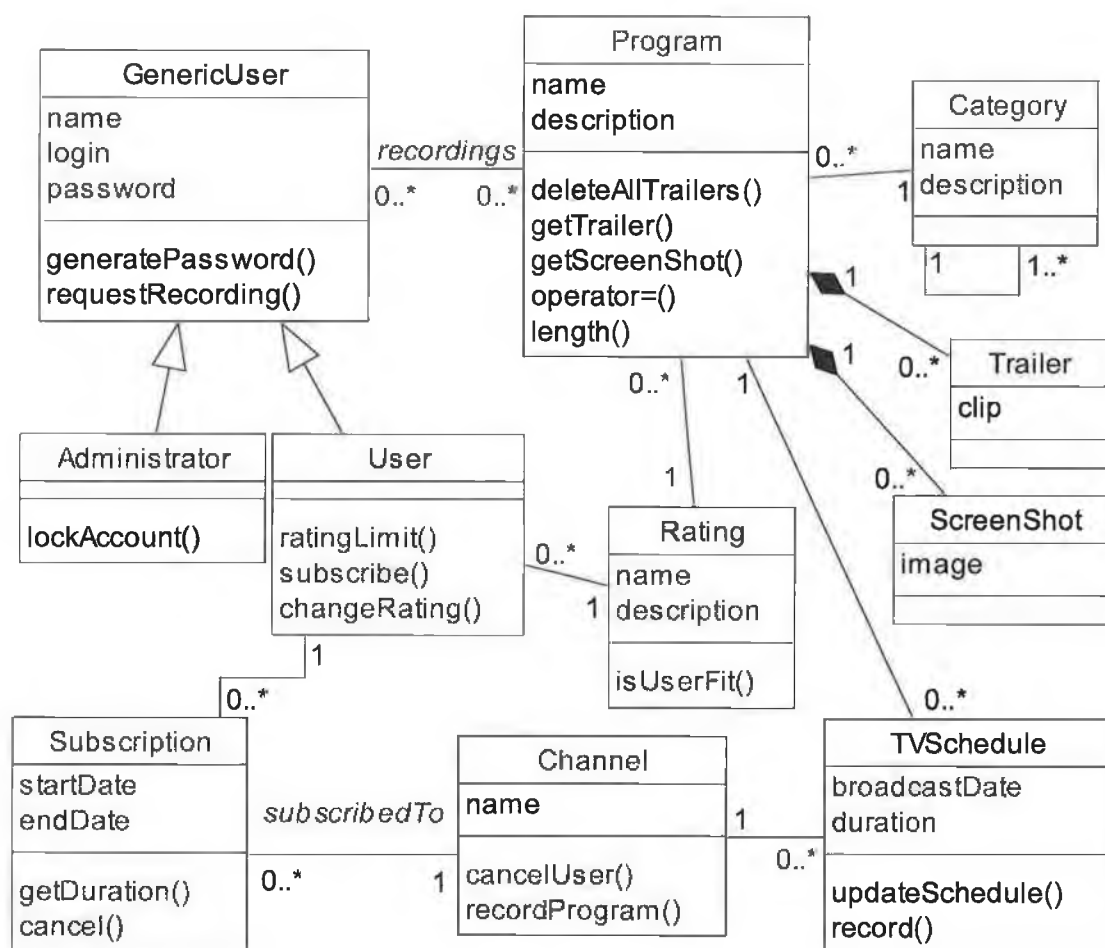 Program
name
description
deleteAllTrailers()
getTrailer()
getScreenShot()
operator=()
length()
GenericUser
name
login
password
generatePassword()
requestRecording()
recordings
0..*
0..*
Category
name
description
0..*
1
1
1..*
1
0..*
Trailer
clip
1
0..*
ScreenShot
image
0..*
1
1
0..*
Administrator
lockAccount()
User
ratingLimit()
subscribe()
changeRating()
0..*
1
Rating
name
description
isUserFit()
1
0..*
Subscription
startDate
endDate
getDuration()
cancel()
subscribedTo
0..*
1
Channel
name
cancelUser()
recordProgram()
1
0..*
TVSchedule
broadcastDate
duration
updateSchedule()
record()